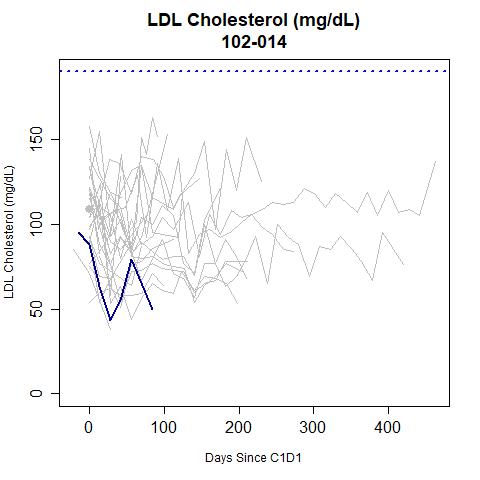 LDL Cholesterol (mg/dL)
102-014
LDL Cholesterol (mg/dL)
150
100
50
0
0 100 200 300 400
Days Since C1D1